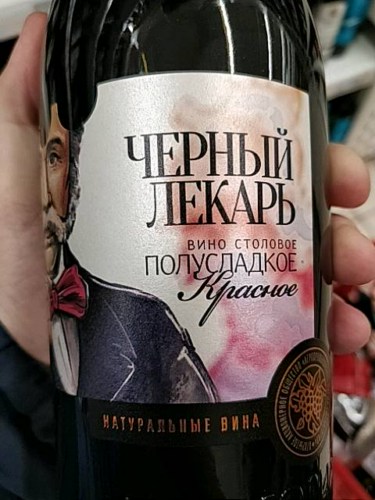 ЧЕРНЫЙ
ЛЕКАРЬ
ВИНО СТОЛОВОЕ
ПОЛУСЛАДКОЕ
Красное
НАТУРАЛЬНЫЕ ВИНА